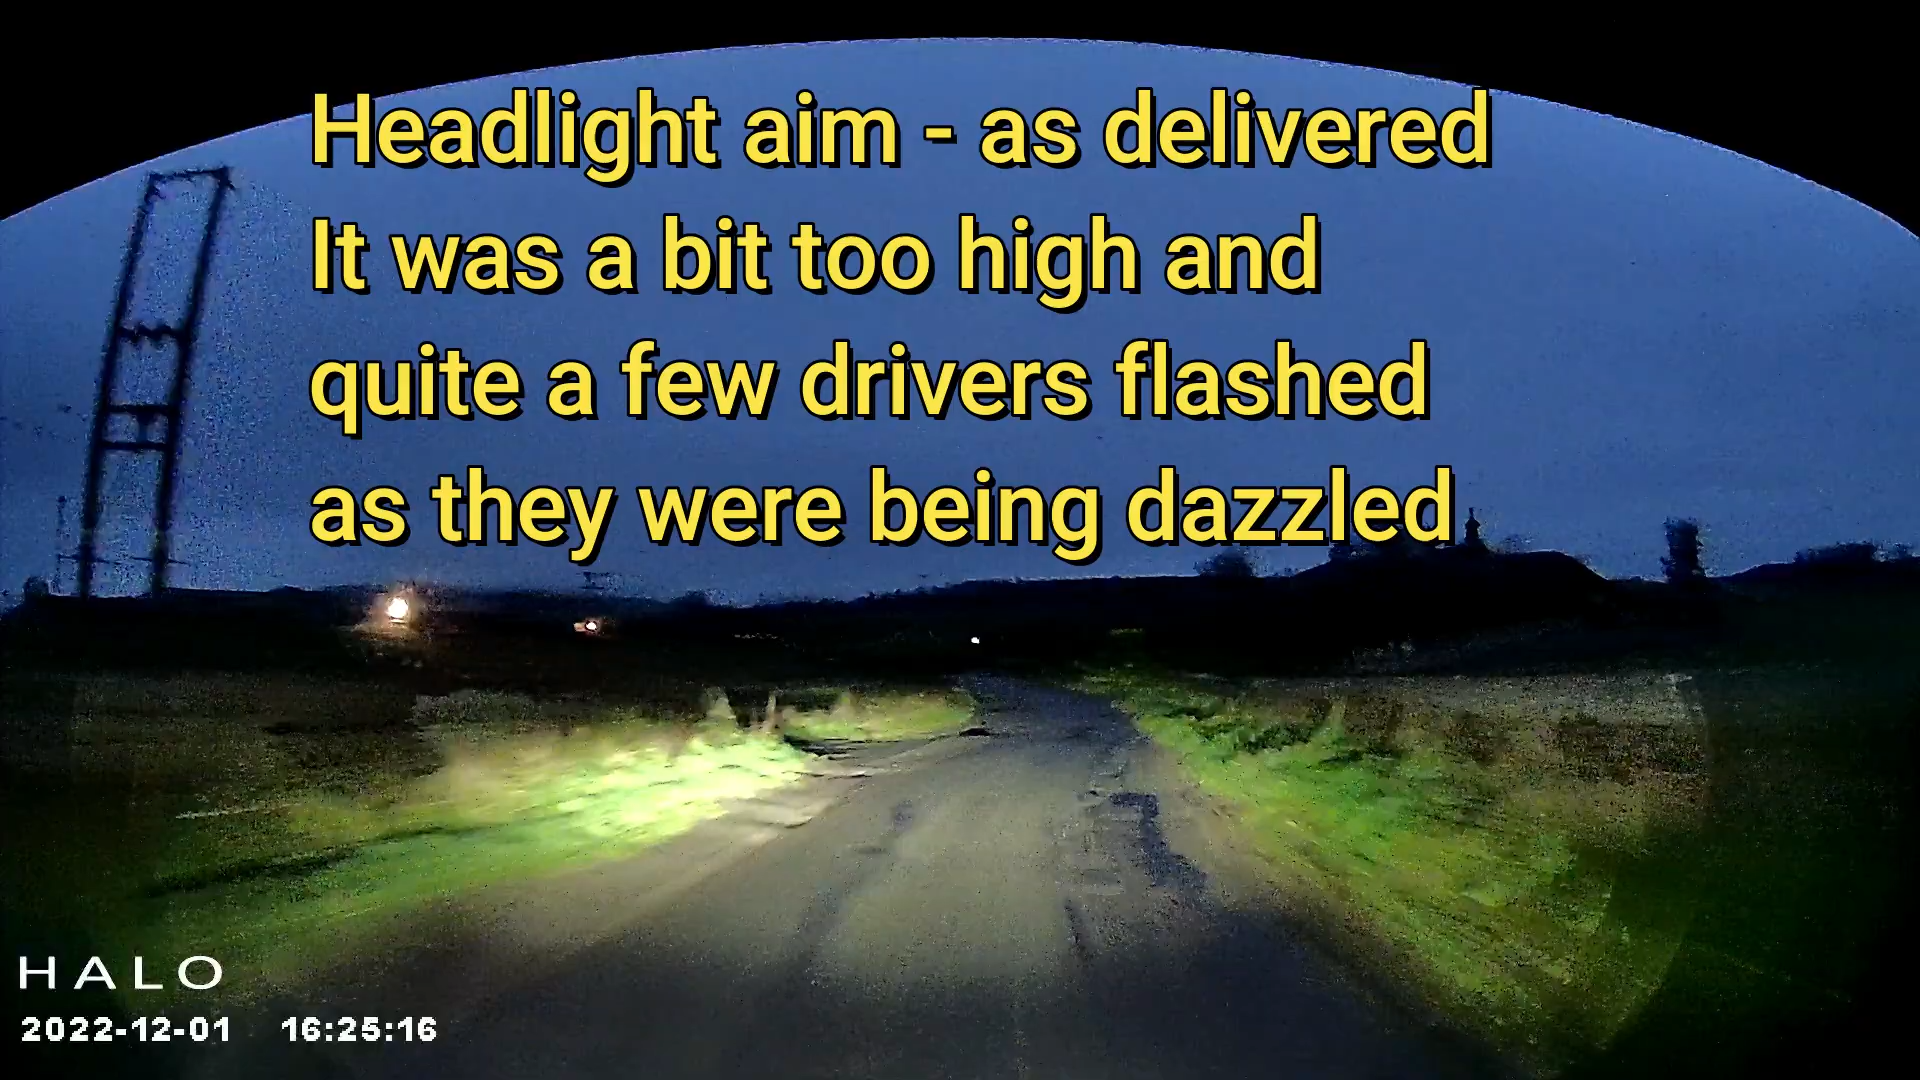 Headlight aim - as delivered
It was a bit too high and
quite a few drivers flashed
as they were being dazzled
HALO
2022-12-01 16:25:16